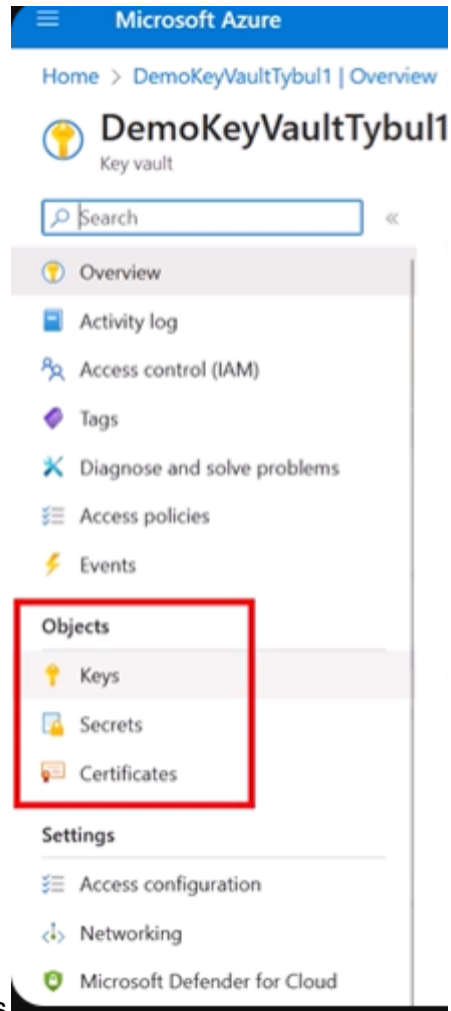 Microsoft Azure
Home > DemoKeyVaultTybul1 | Overview
DemoKeyVaultTybul1
Key vault
Search
Overview
Activity log
Access control (IAM)
Tags
Diagnose and solve problems
Access policies
Events
Objects
Keys
Secrets
Certificates
Settings
Access configuration
Networking
Microsoft Defender for Cloud